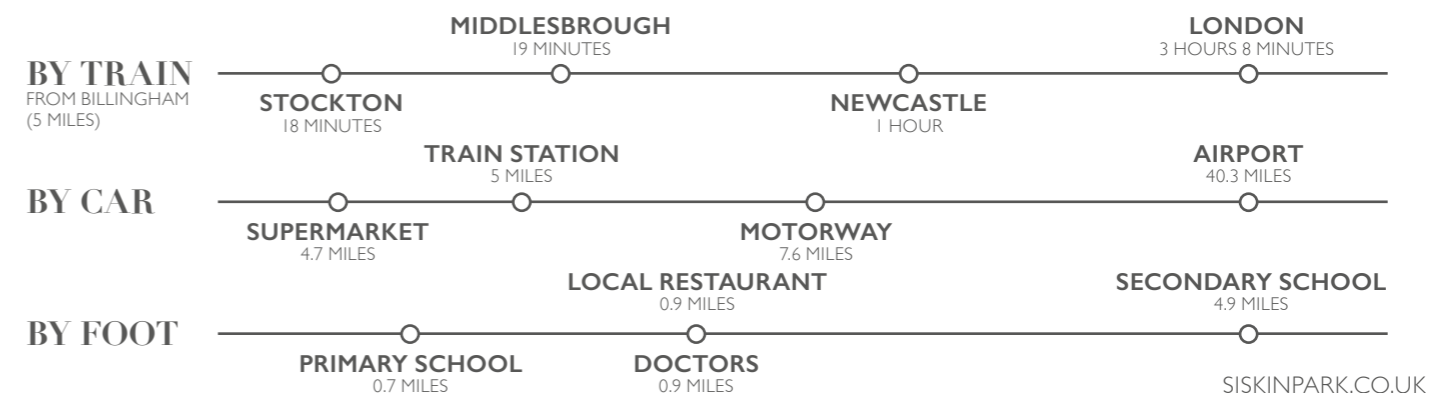 MIDDLESBROUGH
19 MINUTES
LONDON
3 HOURS 8 MINUTES
BY TRAIN
FROM BILLINGHAM
(5 MILES)
STOCKTON
18 MINUTES
NEWCASTLE
1 HOUR
TRAIN STATION
5 MILES
AIRPORT
40.3 MILES
BY CAR
SUPERMARKET
4.7 MILES
MOTORWAY
7.6 MILES
LOCAL RESTAURANT
0.9 MILES
SECONDARY SCHOOL
4.9 MILES
BY FOOT
PRIMARY SCHOOL
0.7 MILES
DOCTORS
0.9 MILES
SISKINPARK.CO.UK